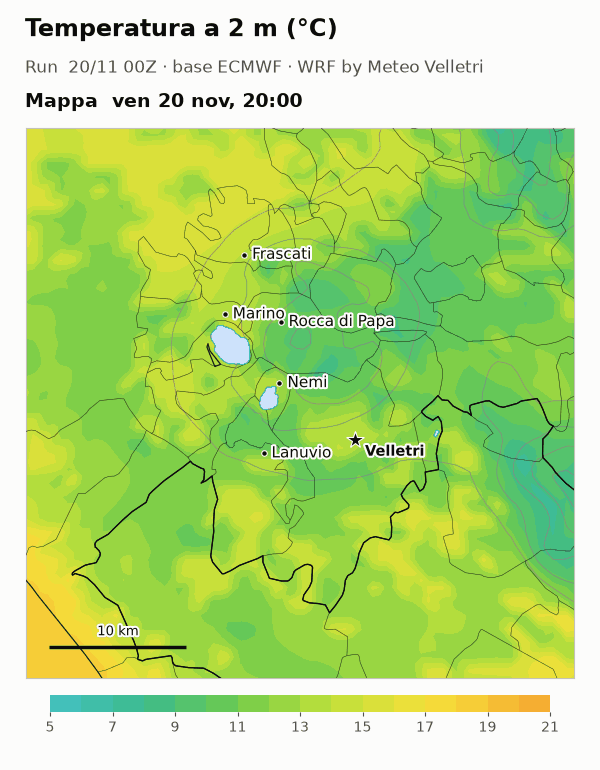 Temperatura a 2 m (°C)
Run  20/11 00Z · base ECMWF · WRF by Meteo Velletri
Mappa  ven 20 nov, 20:00
Frascati
Marino
Rocca di Papa
Nemi
Velletri
Lanuvio
10 km
5 7 9 11 13 15 17 19 21